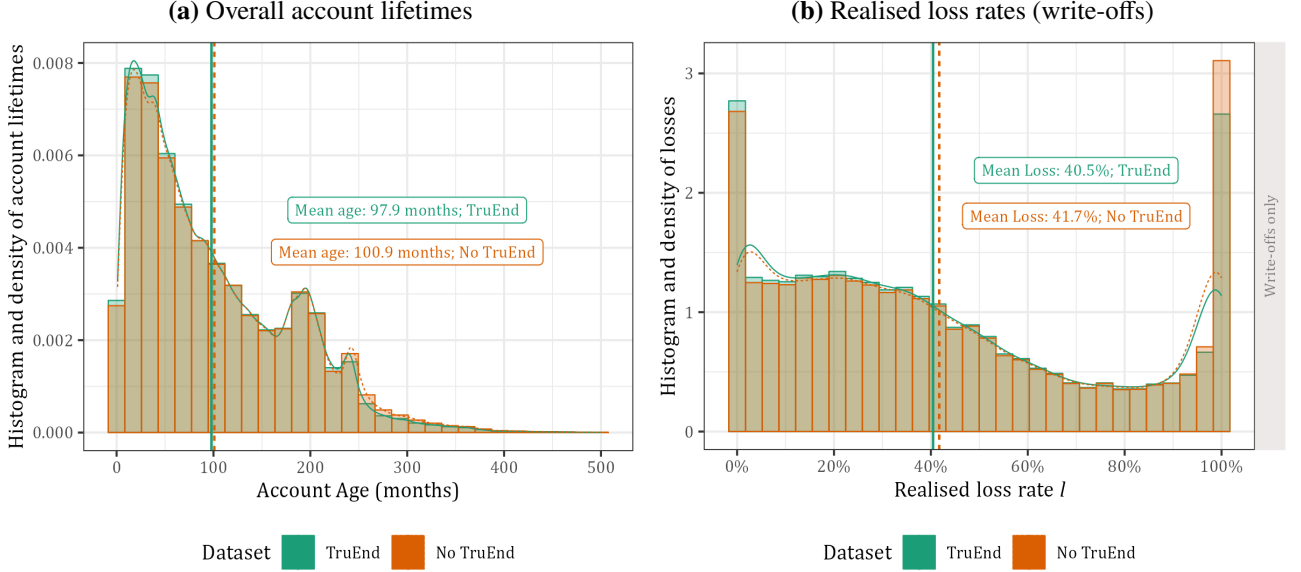 (a) Overall account lifetimes
Histogram and density of account lifetimes
0.008
0.006
0.004
0.002
0.000
Mean age: 97.9 months; TruEnd
Mean age: 100.9 months; No TruEnd
0 100 200 300 400 500
Account Age (months)
Dataset TruEnd No TruEnd
(b) Realised loss rates (write-offs)
Histogram and density of losses
3
2
1
0
Mean Loss: 40.5%; TruEnd
Mean Loss: 41.7%; No TruEnd
Write-offs only
0% 20% 40% 60% 80% 100%
Realised loss rate l
Dataset TruEnd No TruEnd